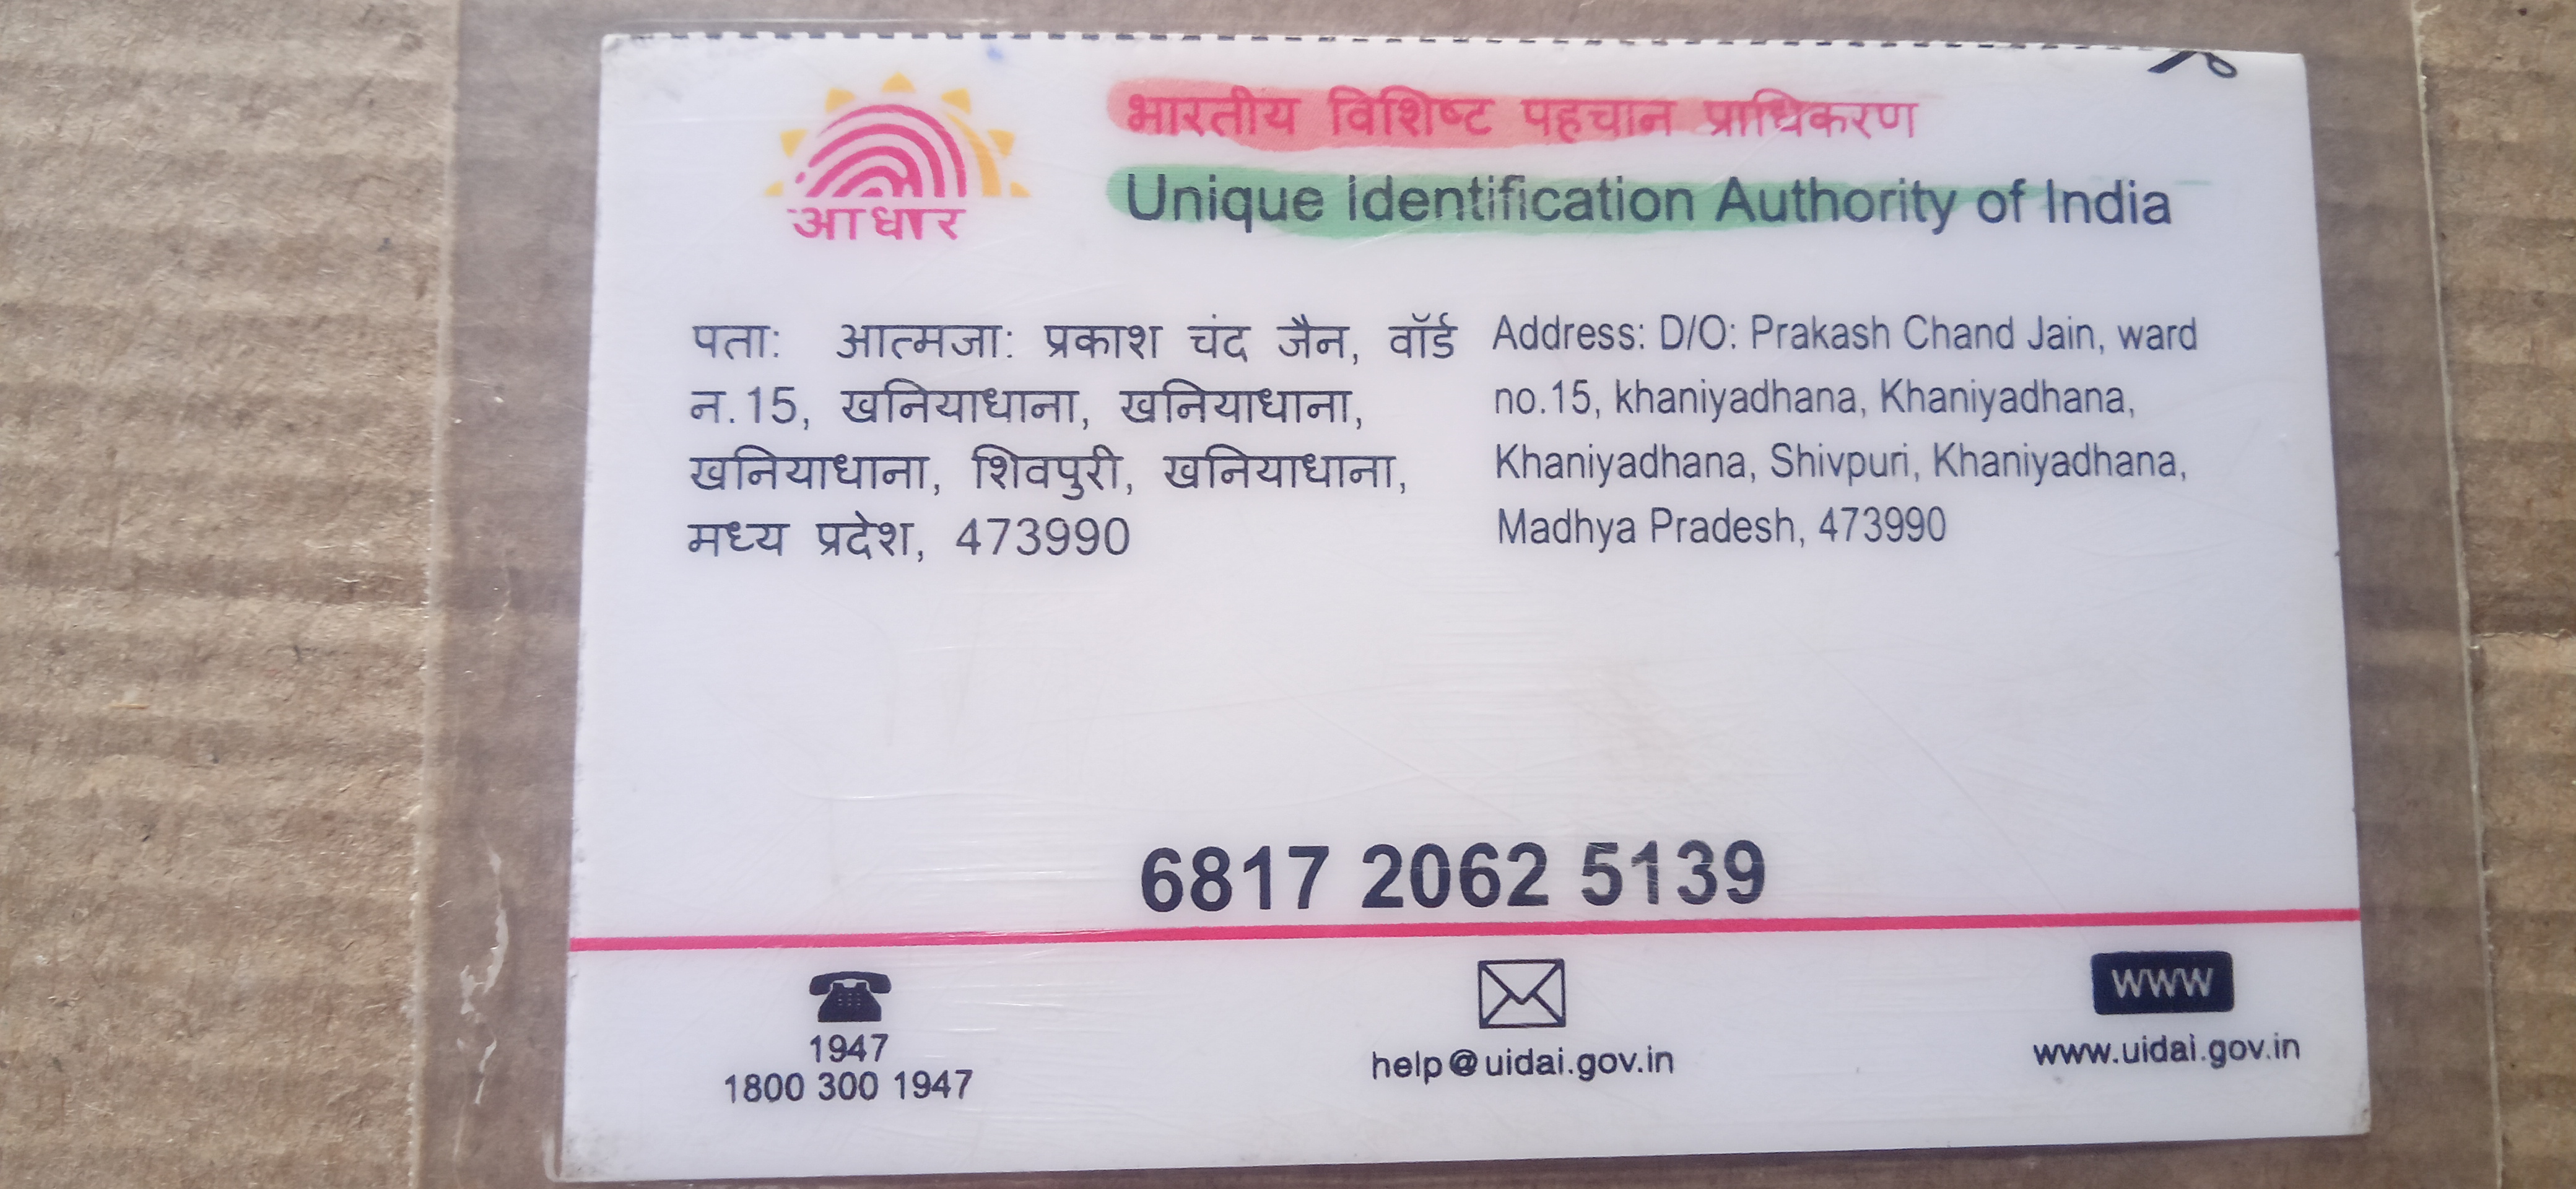 भारतीय विशिष्ट पहचान प्राधिकरण
Unique Identification Authority of India
आधार
पता: आत्मजा: प्रकाश चंद जैन, वॉर्ड
न.15, खनियाधाना, खनियाधाना,
खनियाधाना, शिवपुरी, खनियाधाना,
मध्य प्रदेश, 473990
Address: D/O: Prakash Chand Jain, ward
no.15, khaniyadhana, Khaniyadhana,
Khaniyadhana, Shivpuri, Khaniyadhana,
Madhya Pradesh, 473990
6817 2062 5139
1947
1800 300 1947
help@uidai.gov.in
WWW
www.uidai.gov.in